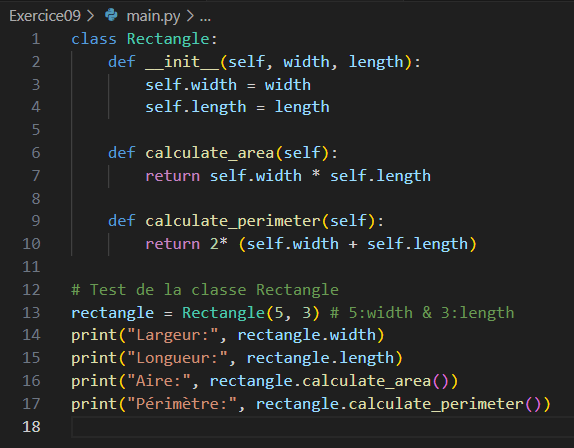 Exercice09 > main.py > ...
1 class Rectangle:
2     def __init__(self, width, length):
3         self.width = width
4         self.length = length
5
6     def calculate_area(self):
7         return self.width * self.length
8
9     def calculate_perimeter(self):
10         return 2* (self.width + self.length)
11
12 # Test de la classe Rectangle
13 rectangle = Rectangle(5, 3) # 5:width & 3:length
14 print("Largeur:", rectangle.width)
15 print("Longueur:", rectangle.length)
16 print("Aire:", rectangle.calculate_area())
17 print("Périmètre:", rectangle.calculate_perimeter())
18